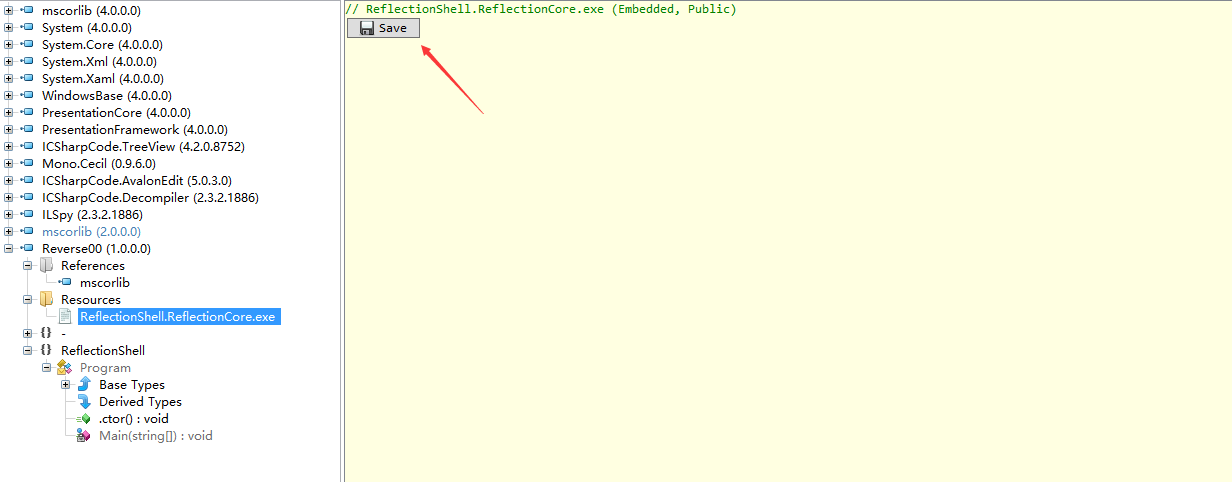 mscorlib (4.0.0.0)
System (4.0.0.0)
System.Core (4.0.0.0)
System.Xml (4.0.0.0)
System.Xaml (4.0.0.0)
WindowsBase (4.0.0.0)
PresentationCore (4.0.0.0)
PresentationFramework (4.0.0.0)
ICSharpCode.TreeView (4.2.0.8752)
Mono.Cecil (0.9.6.0)
ICSharpCode.AvalonEdit (5.0.3.0)
ICSharpCode.Decompiler (2.3.2.1886)
ILSpy (2.3.2.1886)
mscorlib (2.0.0.0)
Reverse00 (1.0.0.0)
References
mscorlib
Resources
ReflectionShell.ReflectionCore.exe
{} -
{} ReflectionShell
Program
Base Types
Derived Types
.ctor() : void
Main(string[]) : void
// ReflectionShell.ReflectionCore.exe (Embedded, Public)
Save